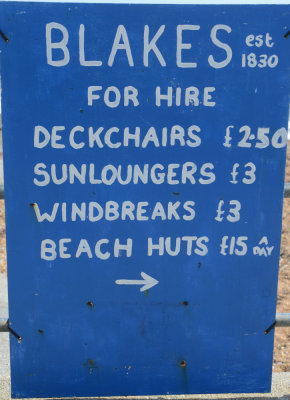 BLAKES est 1830
FOR HIRE
DECKCHAIRS £2·50
SUNLOUNGERS £3
WINDBREAKS £3
BEACH HUTS £15 A DAY